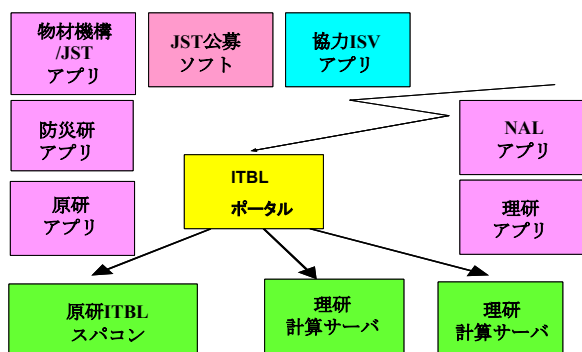 物材機構
/JST
アプリ
JST公募
ソフト
協力ISV
アプリ
防災研
アプリ
NAL
アプリ
原研
アプリ
ITBL
ポータル
理研
アプリ
原研ITBL
スパコン
理研
計算サーバ
理研
計算サーバ